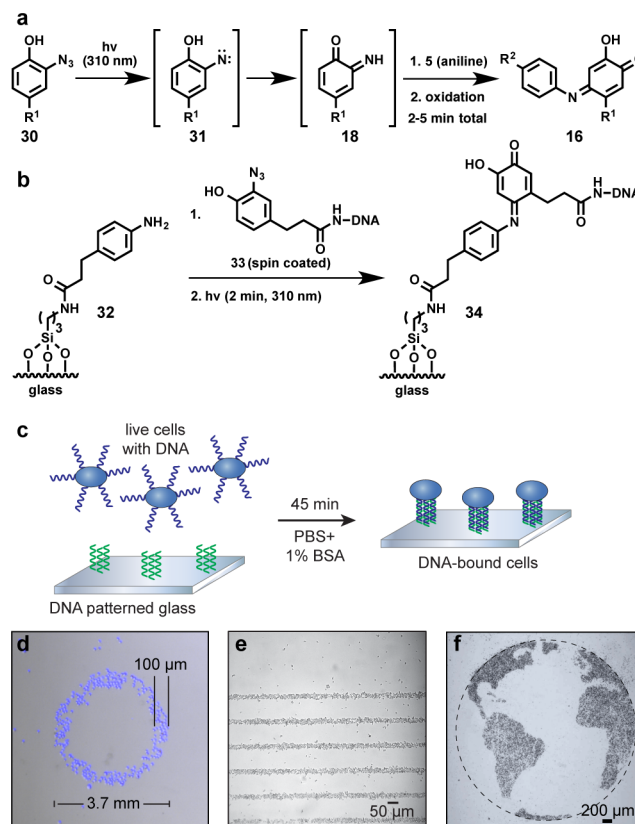 a
OH
N3
R1
30
hν
(310 nm)
OH
N:
R1
31
O
NH
R1
18
1. 5 (aniline)
2. oxidation
2-5 min total
R2
N
OH
O
R1
16
b
NH2
O
NH
3
Si
O O O
glass
32
1.
N3
HO
H
N-DNA
O
33 (spin coated)
2. hν (2 min, 310 nm)
O
HO
H
N-DNA
O
N
O
NH
3
Si
O O O
glass
34
c
live cells
with DNA
DNA patterned glass
45 min
PBS+
1% BSA
DNA-bound cells
d
100 µm
3.7 mm
e
50 µm
f
200 µm